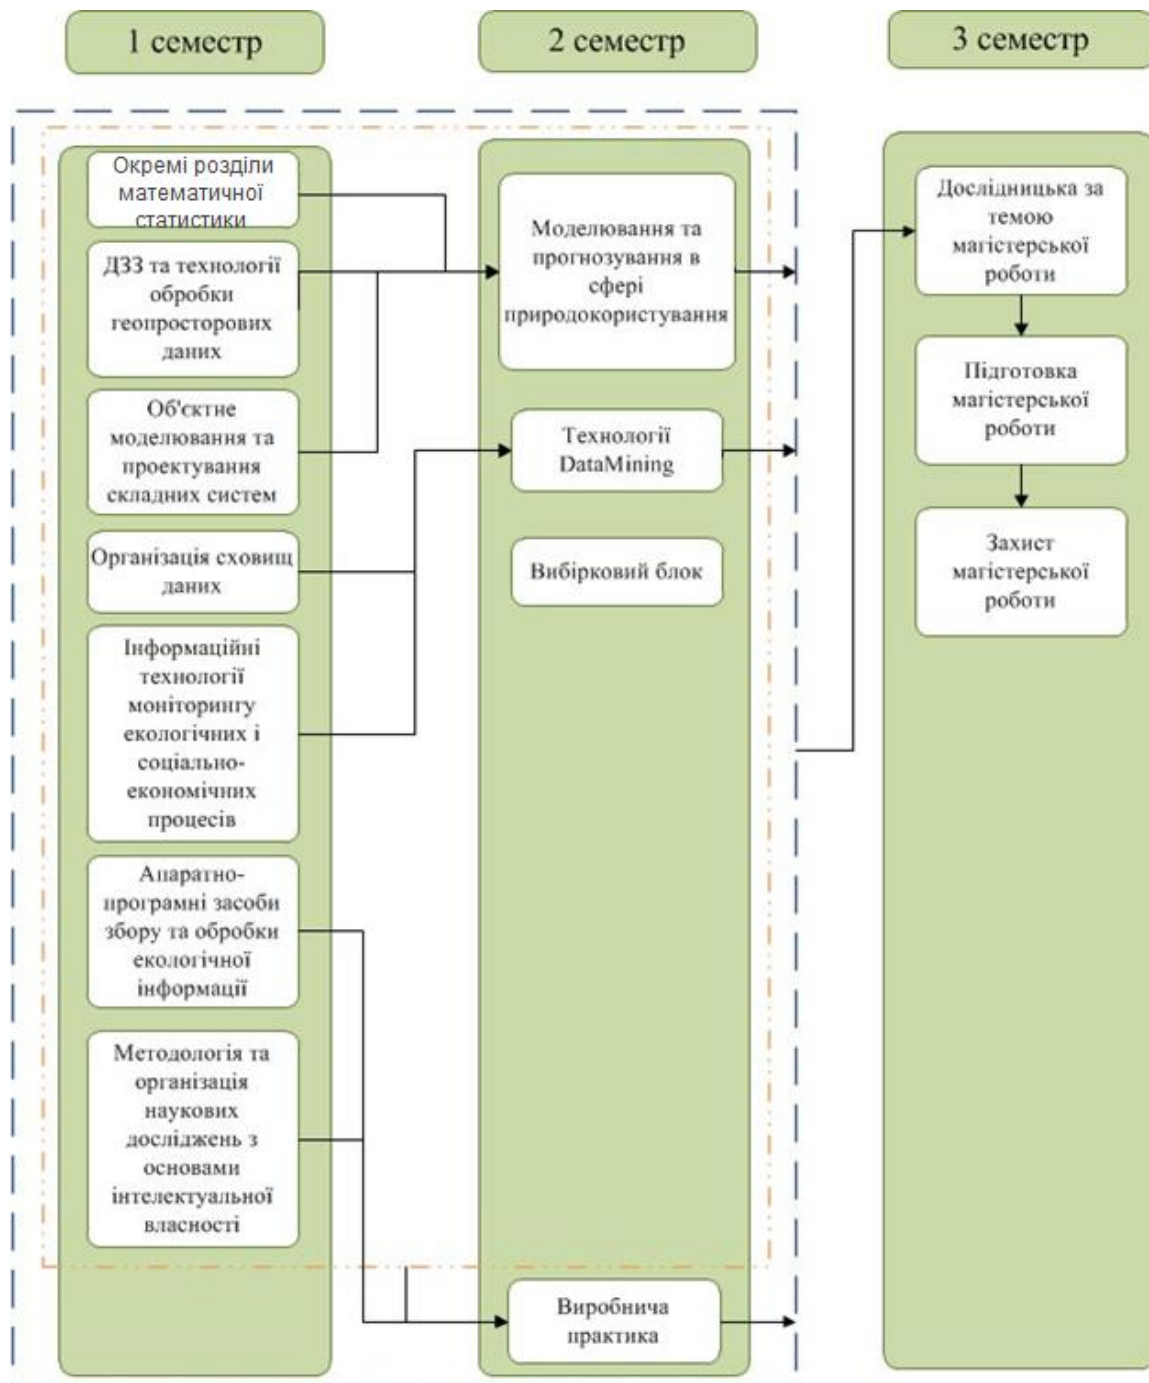 1 семестр
2 семестр
3 семестр
Окремі розділи
математичної
статистики
ДЗЗ та технології
обробки
геопросторових
даних
Об'єктне
моделювання та
проектування
складних систем
Організація сховищ
даних
Інформаційні
технології
моніторингу
екологічних і
соціально-
економічних
процесів
Апаратно-
програмні засоби
збору та обробки
екологічної
інформації
Методологія та
організація
наукових
досліджень з
основами
інтелектуальної
власності
Моделювання та
прогнозування в
сфері
природокористування
Технології
DataMining
Вибірковий блок
Виробнича
практика
Дослідницька за
темою
магістерської
роботи
Підготовка
магістерської
роботи
Захист
магістерської
роботи